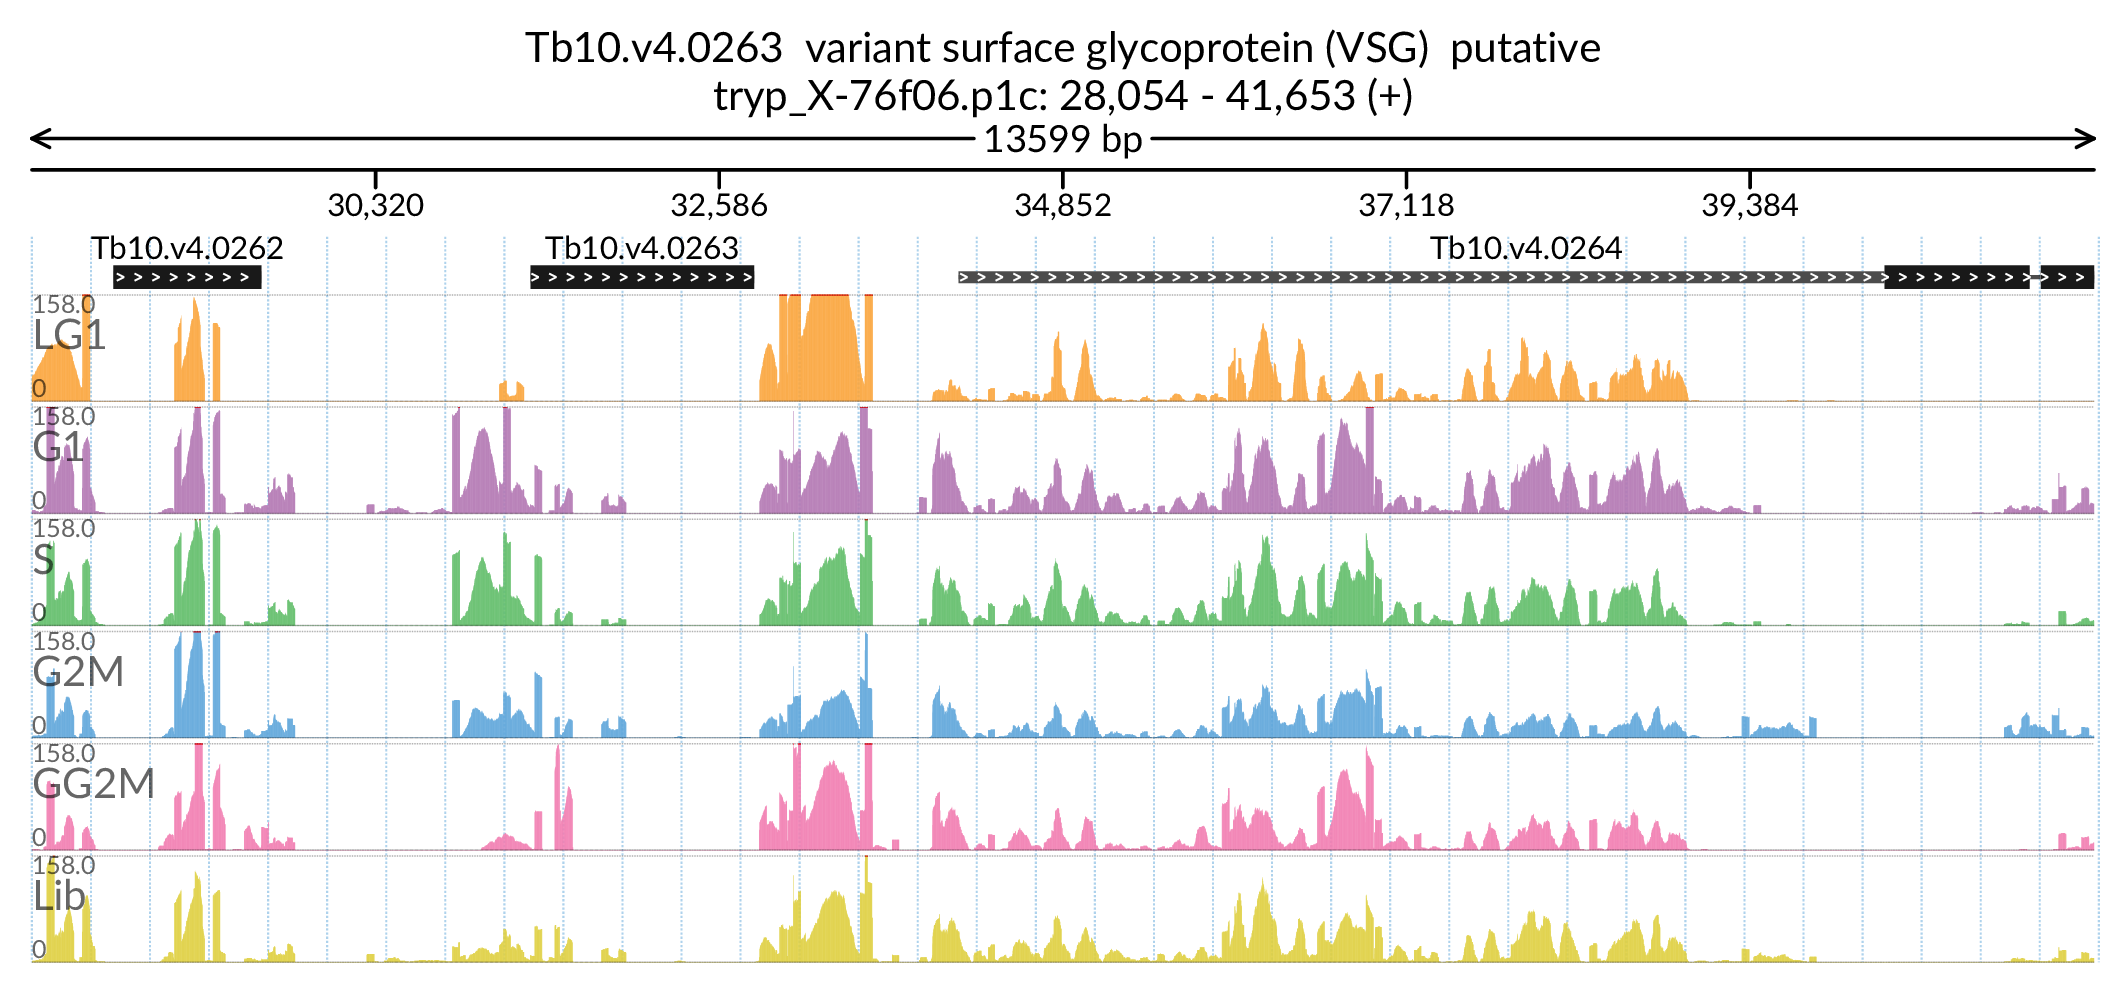 Tb10.v4.0263 variant surface glycoprotein (VSG) putative
tryp_X-76f06.p1c: 28,054 - 41,653 (+)
13599 bp
30,320 32,586 34,852 37,118 39,384
Tb10.v4.0262 Tb10.v4.0263 Tb10.v4.0264
158.0
LG1
0
158.0
G1
0
158.0
S
0
158.0
G2M
0
158.0
GG2M
0
158.0
Lib
0